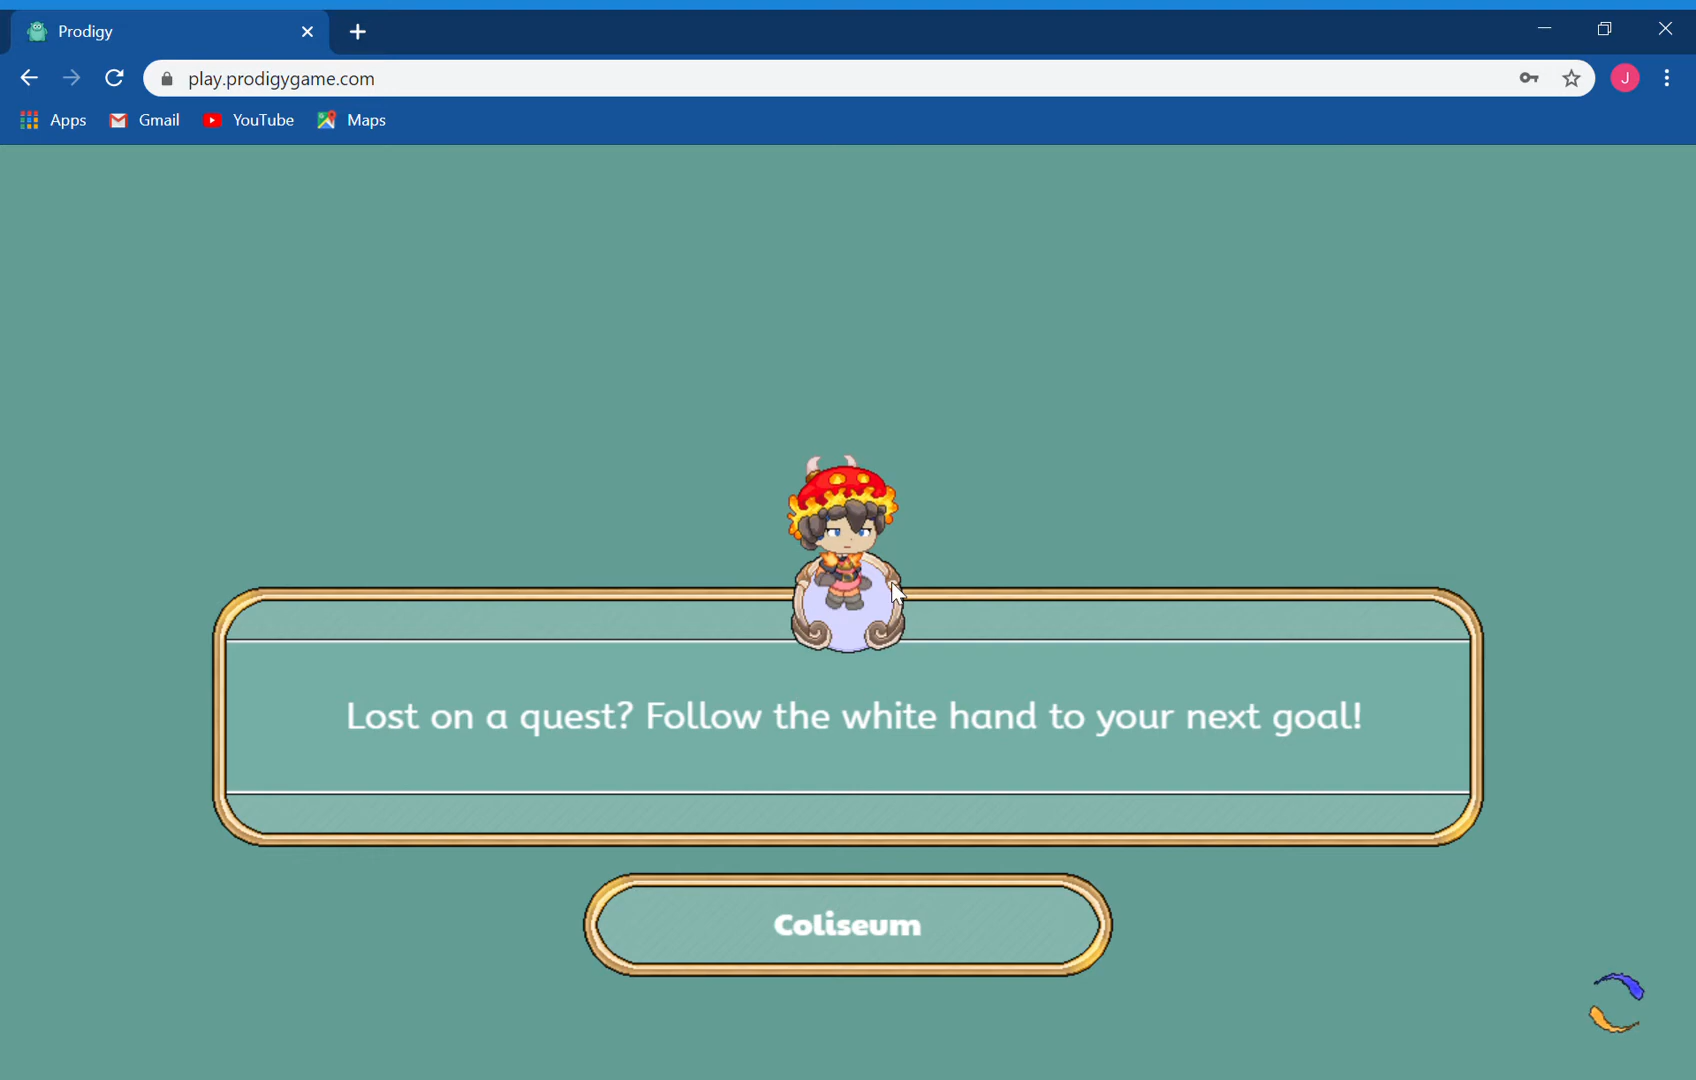 Prodigy
play.prodigygame.com
J
Apps Gmail YouTube Maps
Lost on a quest? Follow the white hand to your next goal!
Coliseum